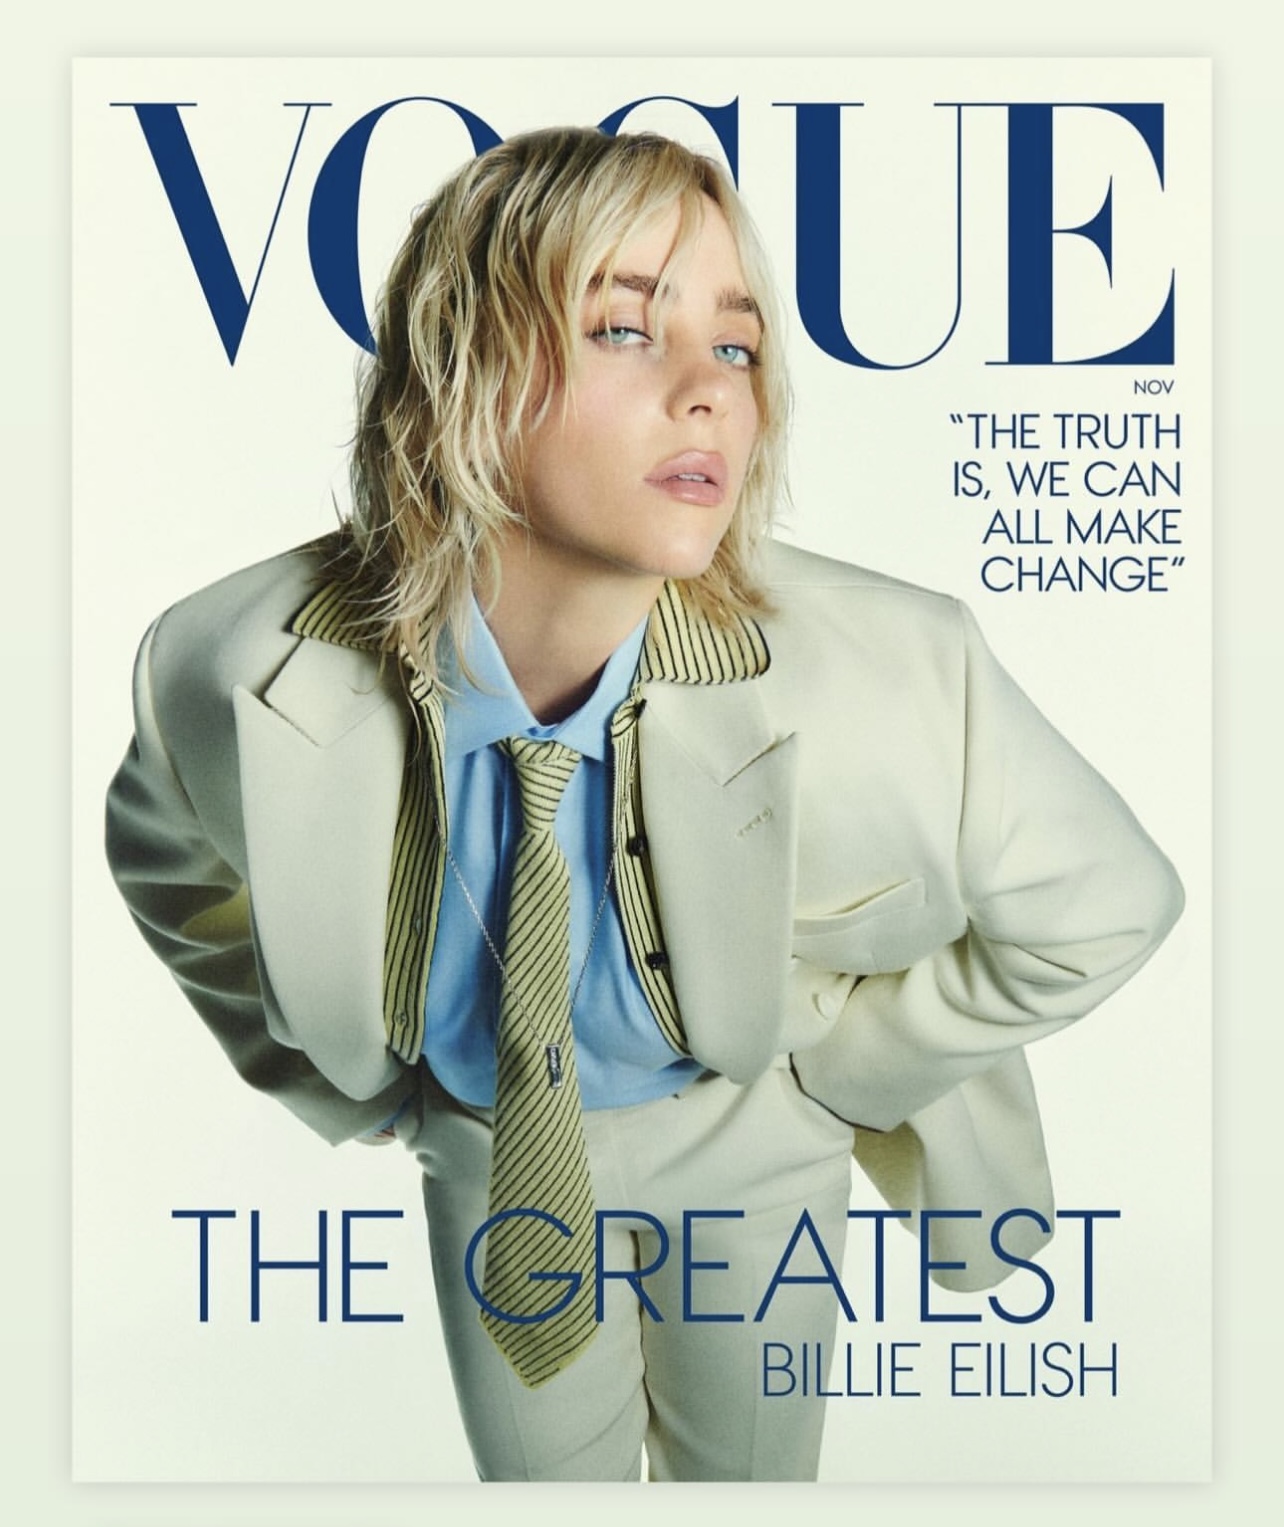 VOGUE
NOV
“THE TRUTH
IS, WE CAN
ALL MAKE
CHANGE”
THE GREATEST
BILLIE EILISH